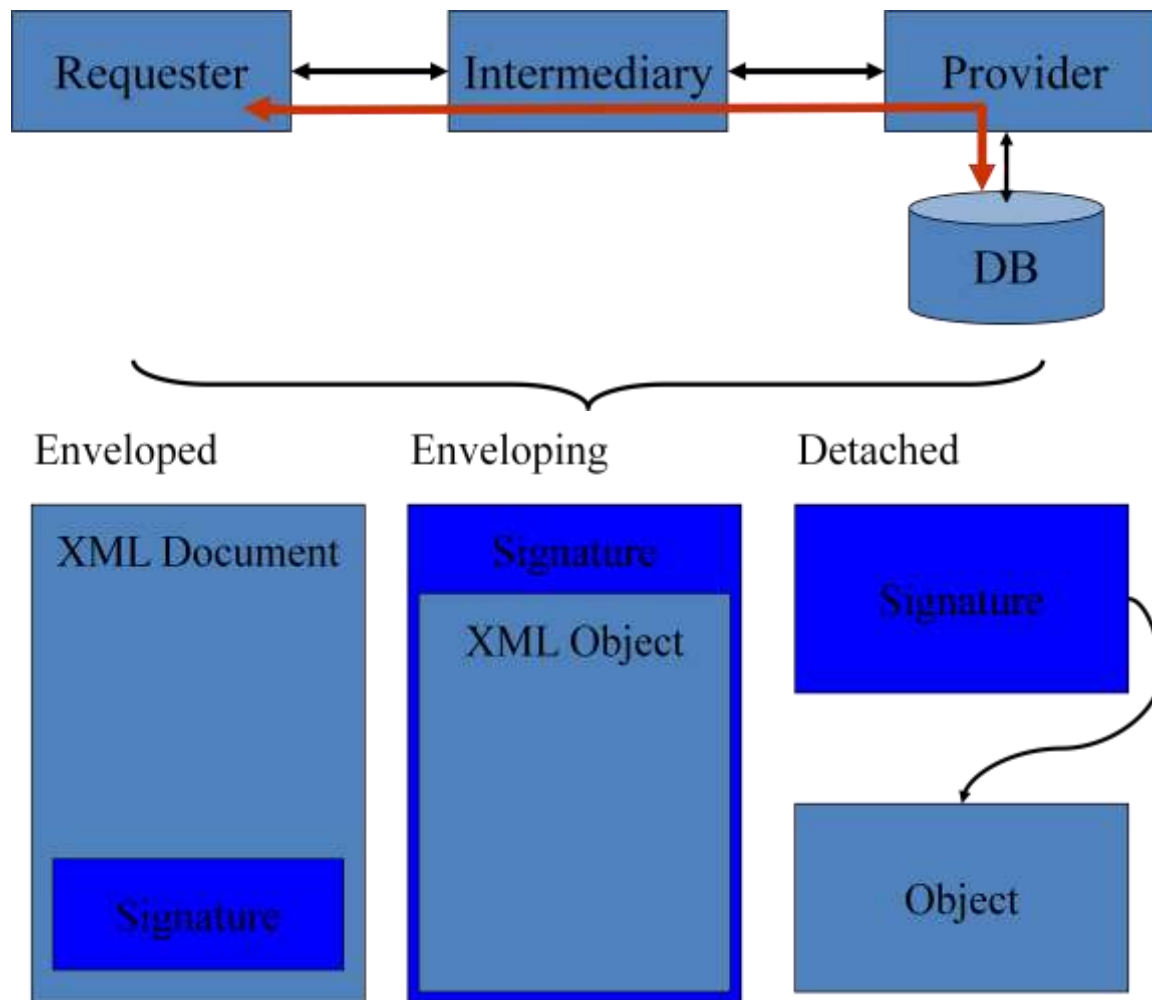 Requester
Intermediary
Provider
DB
Enveloped
Enveloping
Detached
XML Document
Signature
Signature
XML Object
Signature
Object